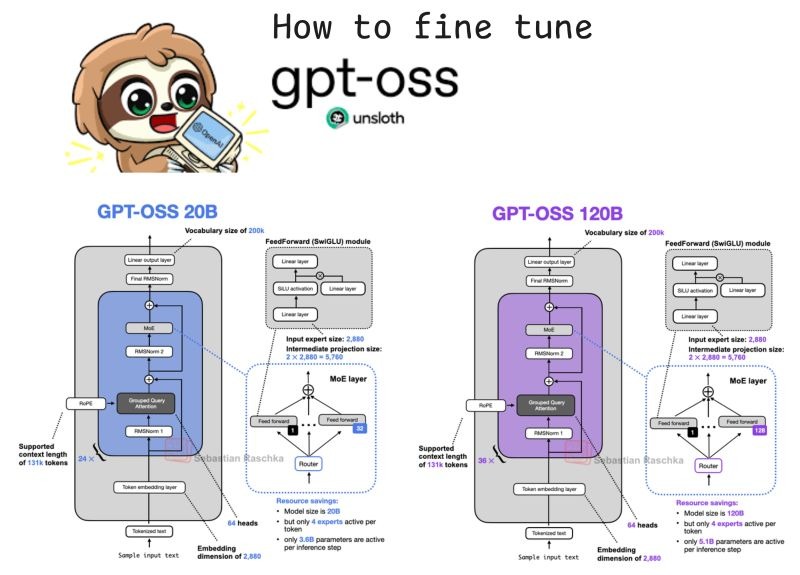 How to fine tune
gpt-oss
unsloth
OpenAI
GPT-OSS 20B
Vocabulary size of 200k
FeedForward (SwiGLU) module
Linear output layer
Final RMSNorm
Linear layer
SiLU activation
Linear layer
Linear layer
MoE
RMSNorm 2
Input expert size: 2,880
Intermediate projection size:
2 × 2,880 = 5,760
MoE layer
RoPE
Grouped Query
Attention
Feed forward
Feed forward
1
...
32
RMSNorm 1
Supported
context length
of 131k tokens
24 ×
Sebastian Raschka
Router
Token embedding layer
Tokenized text
Sample input text
64 heads
Embedding
dimension of 2,880
Resource savings:
• Model size is 20B
• but only 4 experts active per
token
• only 3.6B parameters are active
per inference step
GPT-OSS 120B
Vocabulary size of 200k
FeedForward (SwiGLU) module
Linear output layer
Final RMSNorm
Linear layer
SiLU activation
Linear layer
Linear layer
MoE
RMSNorm 2
Input expert size: 2,880
Intermediate projection size:
2 × 2,880 = 5,760
MoE layer
RoPE
Grouped Query
Attention
Feed forward
Feed forward
1
...
128
RMSNorm 1
Supported
context length
of 131k tokens
36 ×
Sebastian Raschka
Router
Token embedding layer
Tokenized text
Sample input text
64 heads
Embedding
dimension of 2,880
Resource savings:
• Model size is 120B
• but only 4 experts active per
token
• only 5.1B parameters are active
per inference step